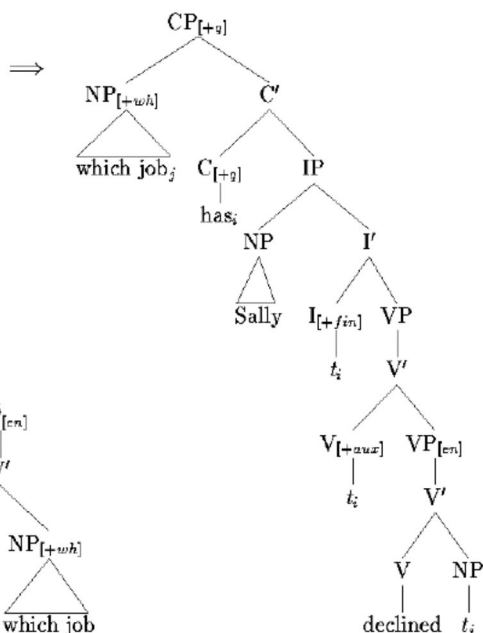 CP[+q]
⟹
NP[+wh] C′
which jobⱼ C[+q] IP
hasᵢ
NP I′
Sally I[+fin] VP
tᵢ V′
V[+aux] VP[en]
tᵢ V′
V NP
declined tᵢ
[en]
′
NP[+wh]
which job